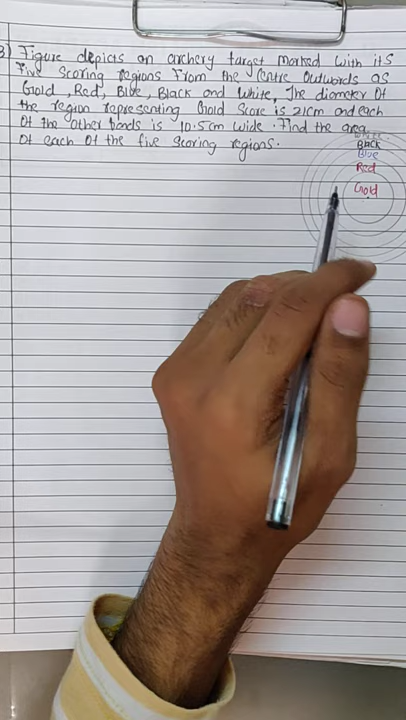 3) Figure depicts an archery target marked with its
Five Scoring regions From the Centre Outwords as
Gold, Red, Blue, Black and White, The diameter Of
the region representing Gold Score is 21cm and each
Of the other bands is 10.5cm wide. Find the area
Of each Of the five Scoring regions.
Black
Blue
Red
Gold